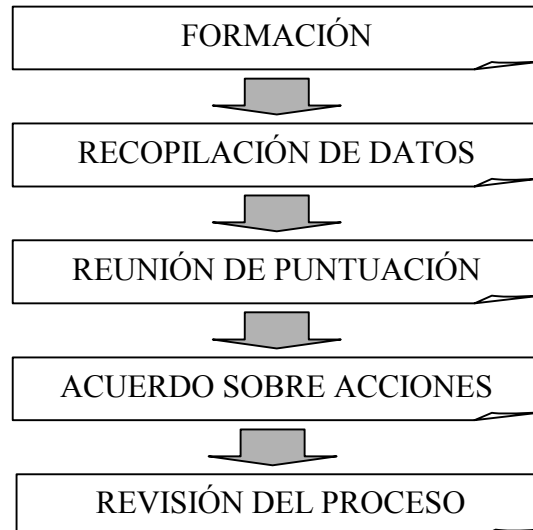 FORMACIÓN
RECOPILACIÓN DE DATOS
REUNIÓN DE PUNTUACIÓN
ACUERDO SOBRE ACCIONES
REVISIÓN DEL PROCESO